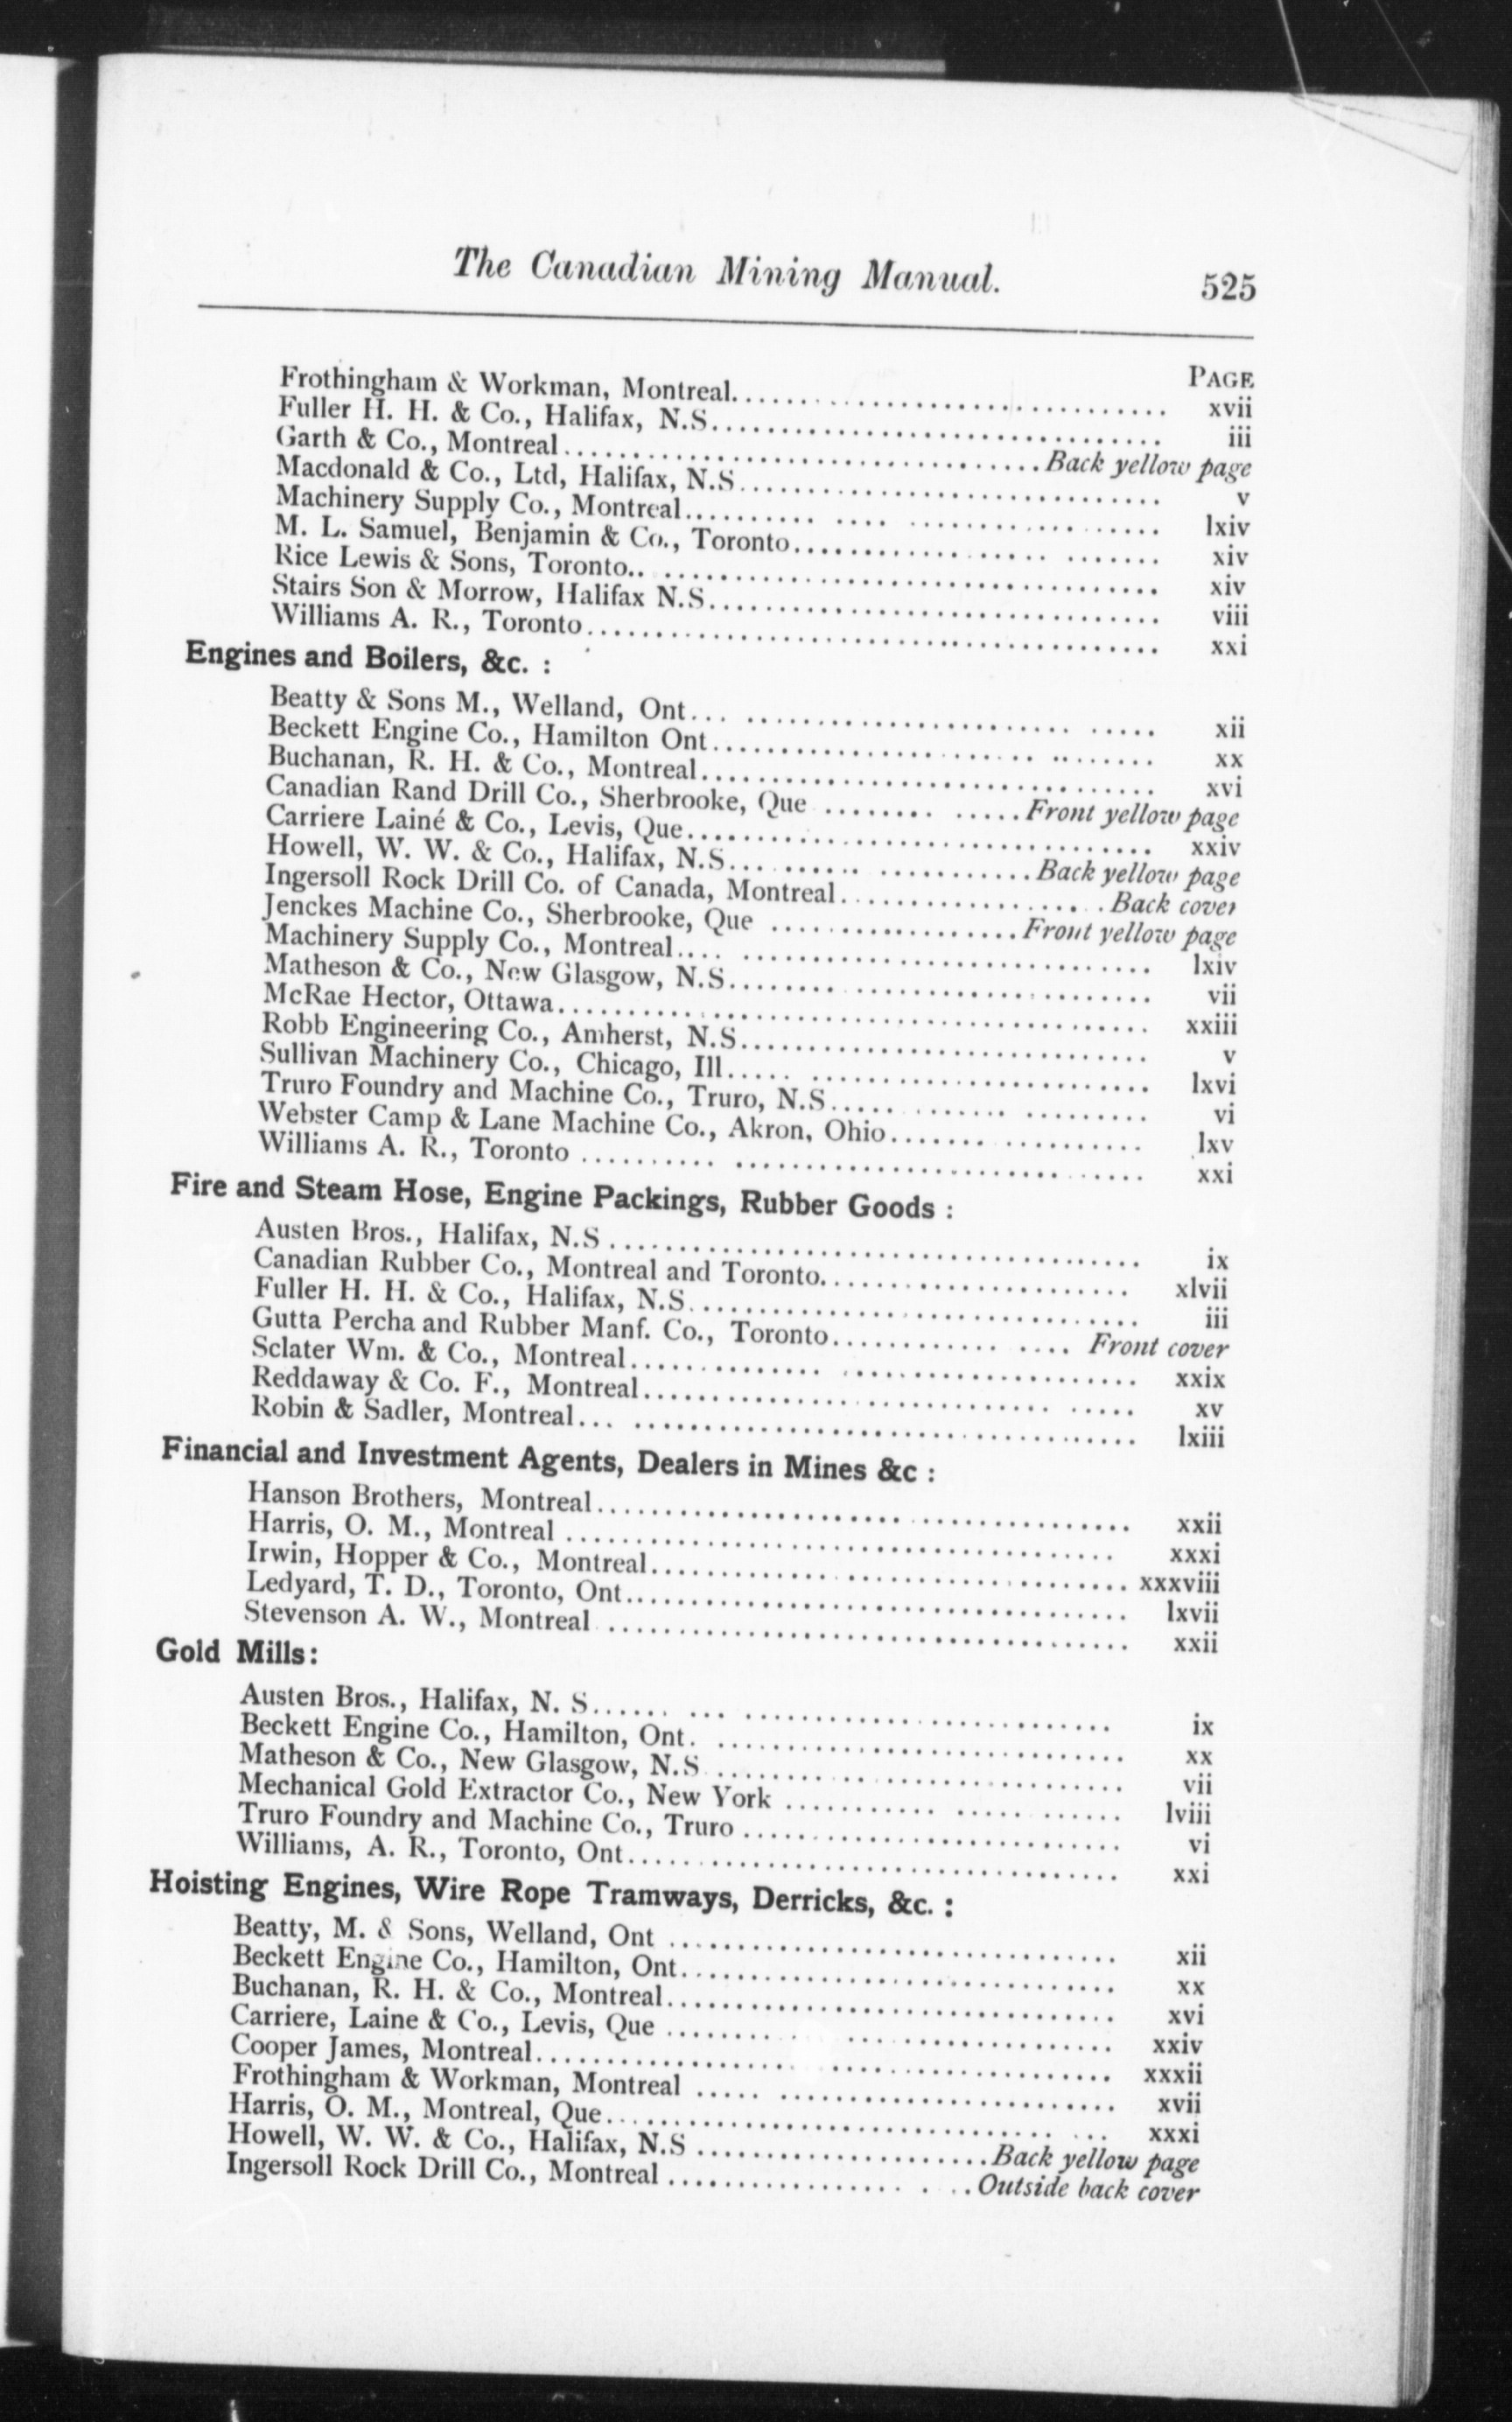 The Canadian Mining Manual. 525
PAGE
Frothingham & Workman, Montreal xvii
Fuller H. H. & Co., Halifax, N.S iii
Garth & Co., Montreal Back yellow page
Macdonald & Co., Ltd, Halifax, N.S v
Machinery Supply Co., Montreal lxiv
M. L. Samuel, Benjamin & Co., Toronto xiv
Rice Lewis & Sons, Toronto xiv
Stairs Son & Morrow, Halifax N.S viii
Williams A. R., Toronto xxi
Engines and Boilers, &c. :
Beatty & Sons M., Welland, Ont xii
Beckett Engine Co., Hamilton Ont xx
Buchanan, R. H. & Co., Montreal xvi
Canadian Rand Drill Co., Sherbrooke, Que Front yellow page
Carriere Lainé & Co., Levis, Que xxiv
Howell, W. W. & Co., Halifax, N.S Back yellow page
Ingersoll Rock Drill Co. of Canada, Montreal Back cover
Jenckes Machine Co., Sherbrooke, Que Front yellow page
Machinery Supply Co., Montreal lxiv
Matheson & Co., New Glasgow, N.S vii
McRae Hector, Ottawa xxiii
Robb Engineering Co., Amherst, N.S v
Sullivan Machinery Co., Chicago, Ill lxvi
Truro Foundry and Machine Co., Truro, N.S vi
Webster Camp & Lane Machine Co., Akron, Ohio lxv
Williams A. R., Toronto xxi
Fire and Steam Hose, Engine Packings, Rubber Goods :
Austen Bros., Halifax, N.S ix
Canadian Rubber Co., Montreal and Toronto xlvii
Fuller H. H. & Co., Halifax, N.S iii
Gutta Percha and Rubber Manf. Co., Toronto Front cover
Sclater Wm. & Co., Montreal xxix
Reddaway & Co. F., Montreal xv
Robin & Sadler, Montreal lxiii
Financial and Investment Agents, Dealers in Mines &c :
Hanson Brothers, Montreal xxii
Harris, O. M., Montreal xxxi
Irwin, Hopper & Co., Montreal xxxviii
Ledyard, T. D., Toronto, Ont lxvii
Stevenson A. W., Montreal xxii
Gold Mills:
Austen Bros., Halifax, N. S ix
Beckett Engine Co., Hamilton, Ont. xx
Matheson & Co., New Glasgow, N.S vii
Mechanical Gold Extractor Co., New York lviii
Truro Foundry and Machine Co., Truro vi
Williams, A. R., Toronto, Ont xxi
Hoisting Engines, Wire Rope Tramways, Derricks, &c. :
Beatty, M. & Sons, Welland, Ont xii
Beckett Engine Co., Hamilton, Ont xx
Buchanan, R. H. & Co., Montreal xvi
Carriere, Laine & Co., Levis, Que xxiv
Cooper James, Montreal xxxii
Frothingham & Workman, Montreal xvii
Harris, O. M., Montreal, Que xxxi
Howell, W. W. & Co., Halifax, N.S Back yellow page
Ingersoll Rock Drill Co., Montreal Outside back cover